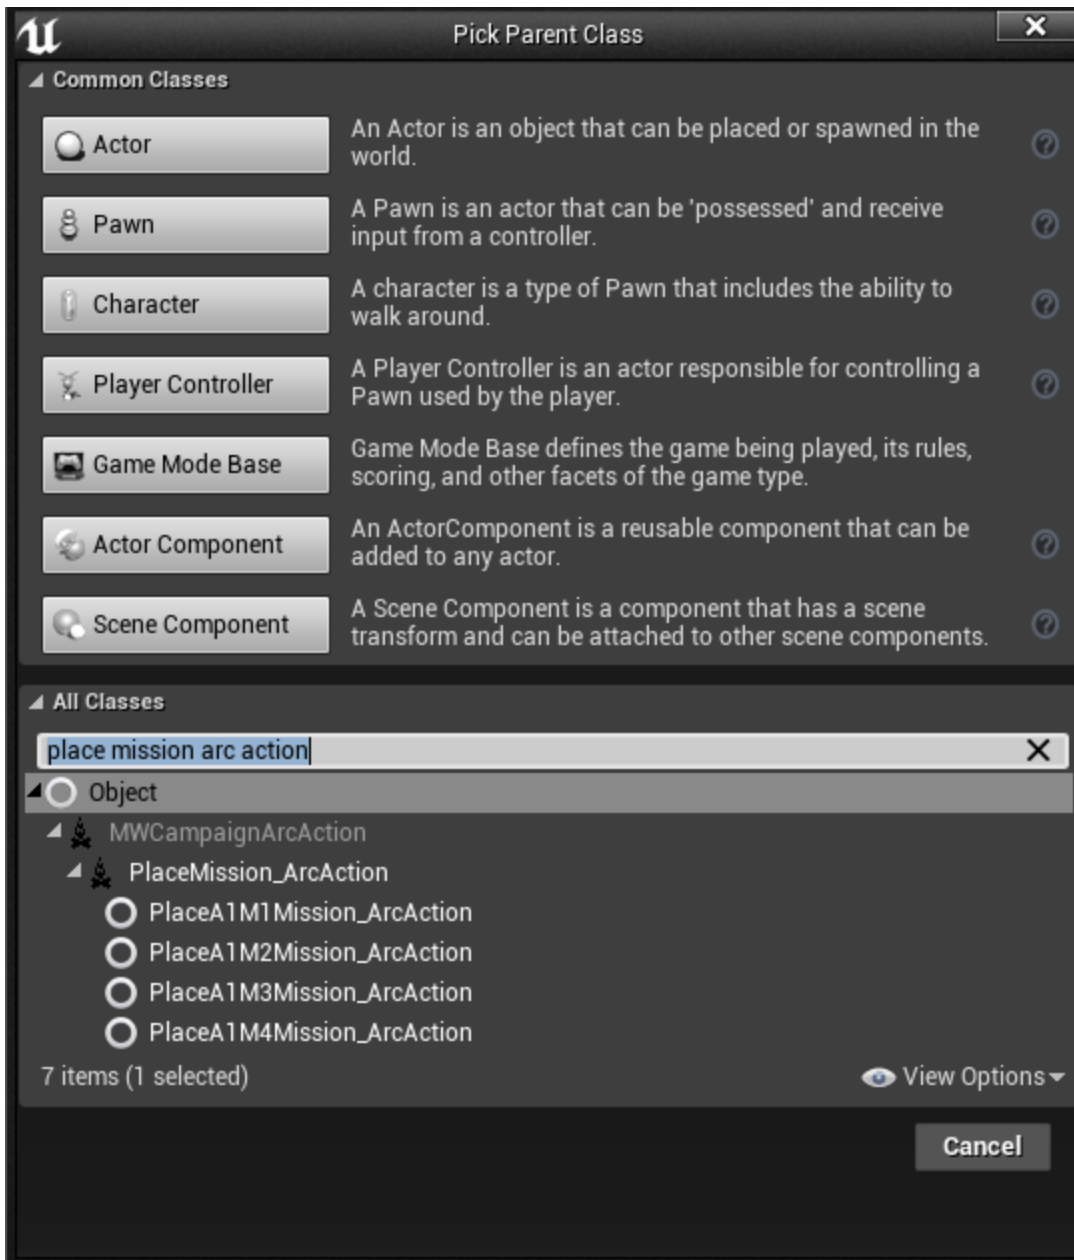 Pick Parent Class
Common Classes
Actor
An Actor is an object that can be placed or spawned in the
world.
Pawn
A Pawn is an actor that can be 'possessed' and receive
input from a controller.
Character
A character is a type of Pawn that includes the ability to
walk around.
Player Controller
A Player Controller is an actor responsible for controlling a
Pawn used by the player.
Game Mode Base
Game Mode Base defines the game being played, its rules,
scoring, and other facets of the game type.
Actor Component
An ActorComponent is a reusable component that can be
added to any actor.
Scene Component
A Scene Component is a component that has a scene
transform and can be attached to other scene components.
All Classes
place mission arc action
Object
MWCampaignArcAction
PlaceMission_ArcAction
PlaceA1M1Mission_ArcAction
PlaceA1M2Mission_ArcAction
PlaceA1M3Mission_ArcAction
PlaceA1M4Mission_ArcAction
7 items (1 selected)
View Options
Cancel